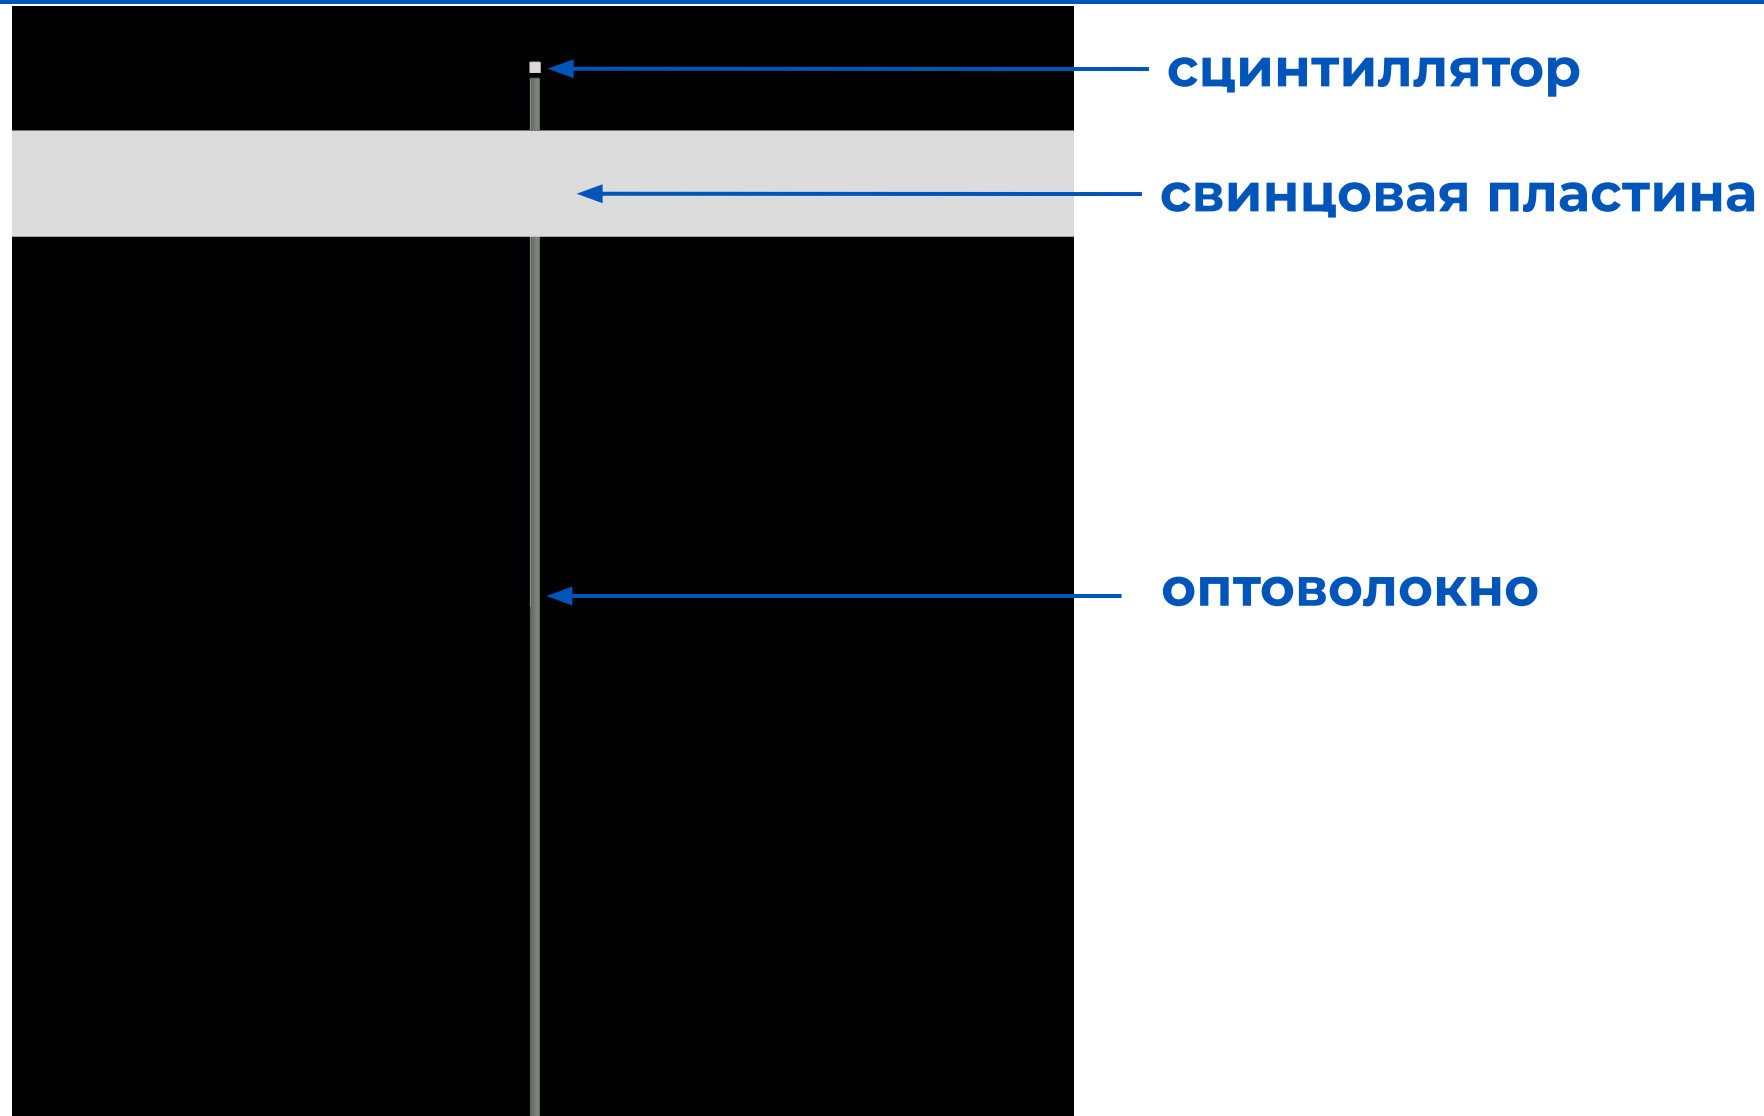 сцинтиллятор
свинцовая пластина
оптоволокно